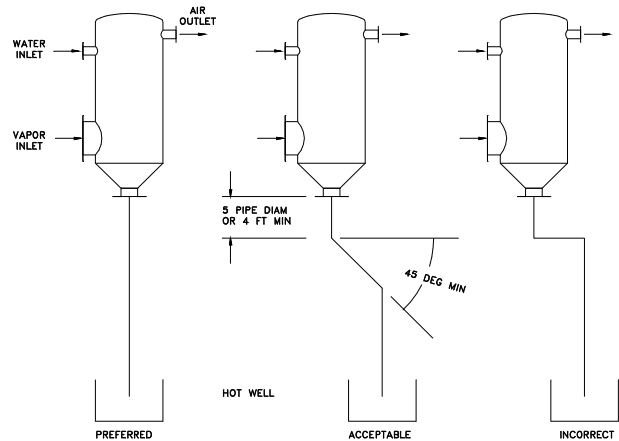 AIR
OUTLET
WATER
INLET
VAPOR
INLET
5 PIPE DIAM
OR 4 FT MIN
45 DEG MIN
HOT WELL
PREFERRED
ACCEPTABLE
INCORRECT